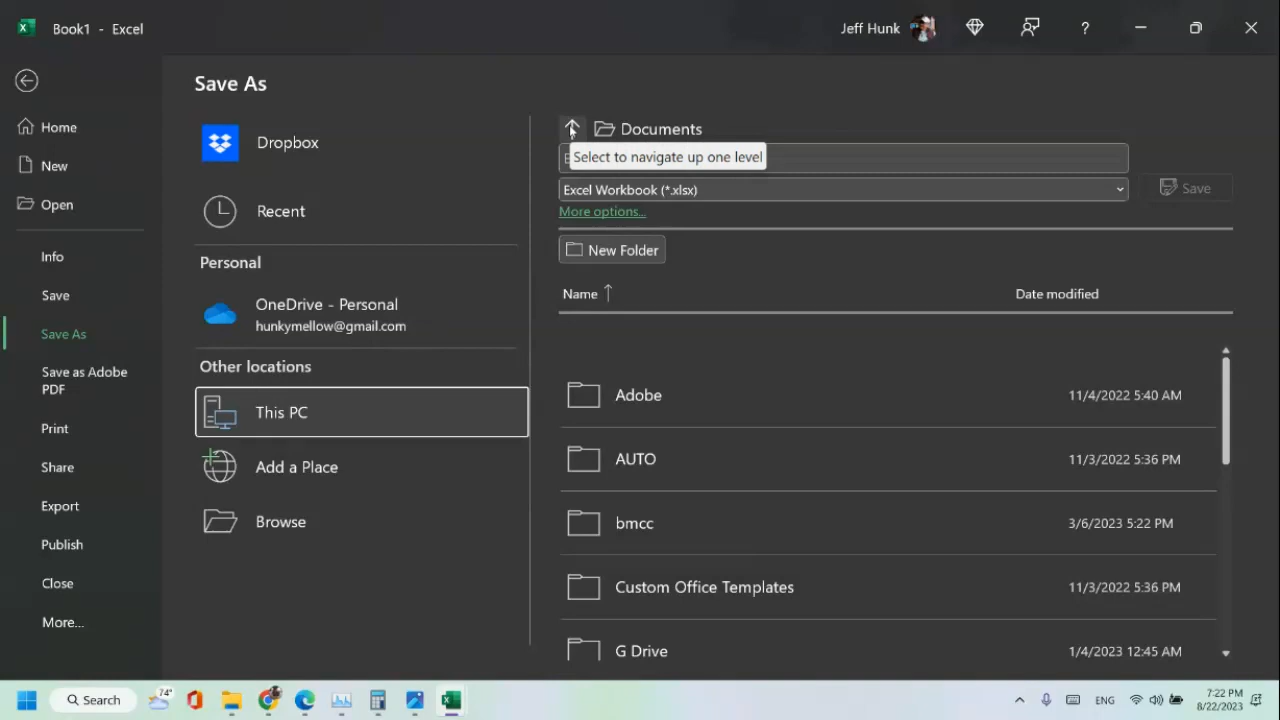 Book1 - Excel
Jeff Hunk
?
Save As
Home
New
Open
Info
Save
Save As
Save as Adobe
PDF
Print
Share
Export
Publish
Close
More...
Dropbox
Recent
Personal
OneDrive - Personal
hunkymellow@gmail.com
Other locations
This PC
Add a Place
Browse
Documents
Select to navigate up one level
Excel Workbook (*.xlsx)
Save
More options...
New Folder
Name ↑
Date modified
Adobe
11/4/2022 5:40 AM
AUTO
11/3/2022 5:36 PM
bmcc
3/6/2023 5:22 PM
Custom Office Templates
11/3/2022 5:36 PM
G Drive
1/4/2023 12:45 AM
Search
74°
ENG
7:22 PM
8/22/2023